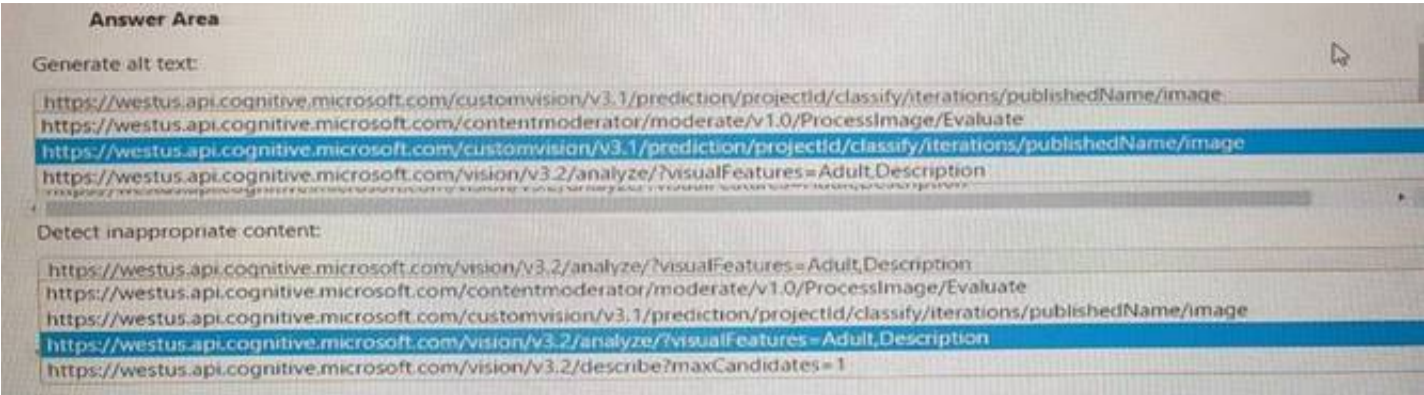 Answer Area
Generate alt text:
https://westus.api.cognitive.microsoft.com/customvision/v3.1/prediction/projectId/classify/iterations/publishedName/image
https://westus.api.cognitive.microsoft.com/contentmoderator/moderate/v1.0/ProcessImage/Evaluate
https://westus.api.cognitive.microsoft.com/customvision/v3.1/prediction/projectId/classify/iterations/publishedName/image
https://westus.api.cognitive.microsoft.com/vision/v3.2/analyze/?visualFeatures=Adult,Description
Detect inappropriate content:
https://westus.api.cognitive.microsoft.com/vision/v3.2/analyze/?visualFeatures=Adult,Description
https://westus.api.cognitive.microsoft.com/contentmoderator/moderate/v1.0/ProcessImage/Evaluate
https://westus.api.cognitive.microsoft.com/customvision/v3.1/prediction/projectId/classify/iterations/publishedName/image
https://westus.api.cognitive.microsoft.com/vision/v3.2/analyze/?visualFeatures=Adult,Description
https://westus.api.cognitive.microsoft.com/vision/v3.2/describe?maxCandidates=1